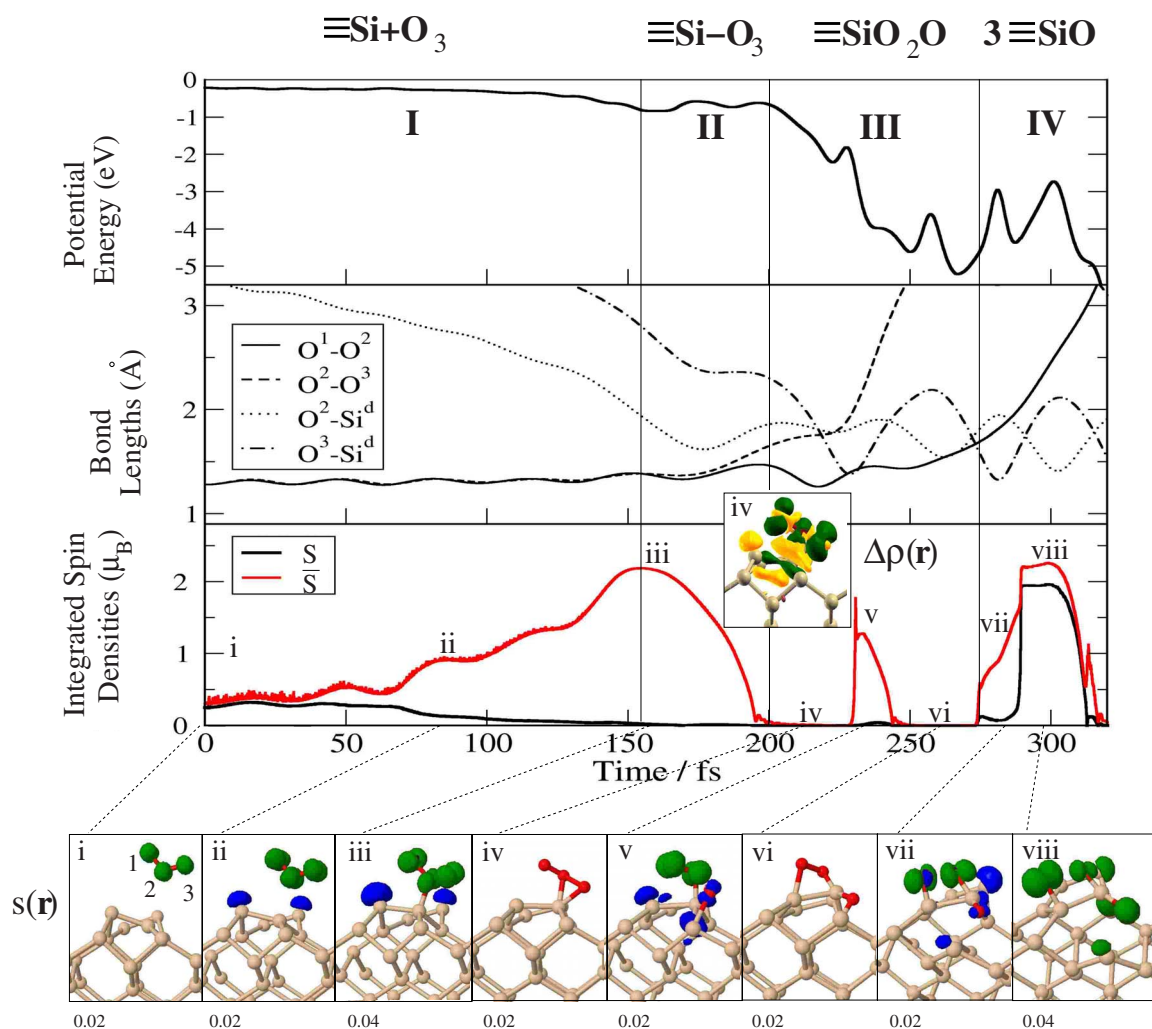 ≡Si+O₃ ≡Si−O₃ ≡SiO₂O 3 ≡SiO
Potential
Energy (eV)
0
-1
-2
-3
-4
-5
I II III IV
Bond
Lengths (Å)
3
2
1
O¹-O²
O²-O³
O²-Siᵈ
O³-Siᵈ
Integrated Spin
Densities (μ_B)
2
1
0
S
S̅
i ii iii iv v vi vii viii
iv
Δρ(r)
0 50 100 150 200 250 300
Time / fs
s(r)
i ii iii iv v vi vii viii
1
2 3
0.02 0.02 0.04 0.02 0.02 0.02 0.02 0.04